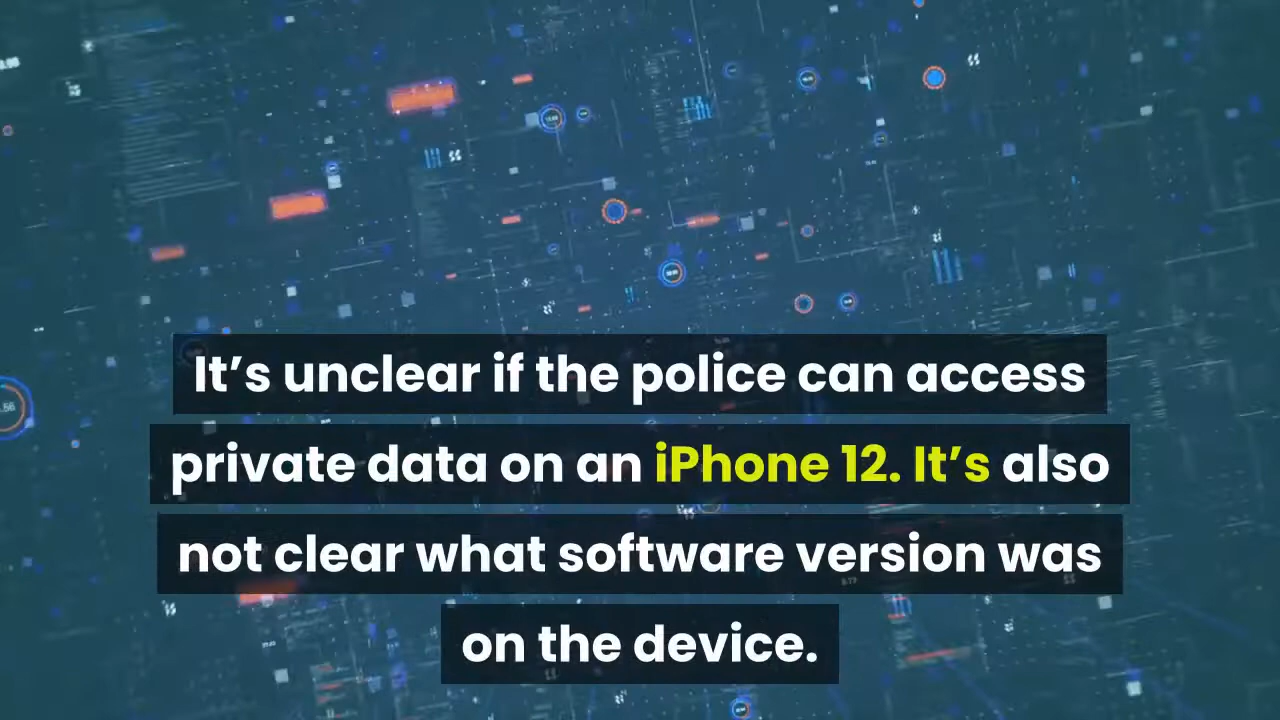 It’s unclear if the police can access
private data on an iPhone 12. It’s also
not clear what software version was
on the device.